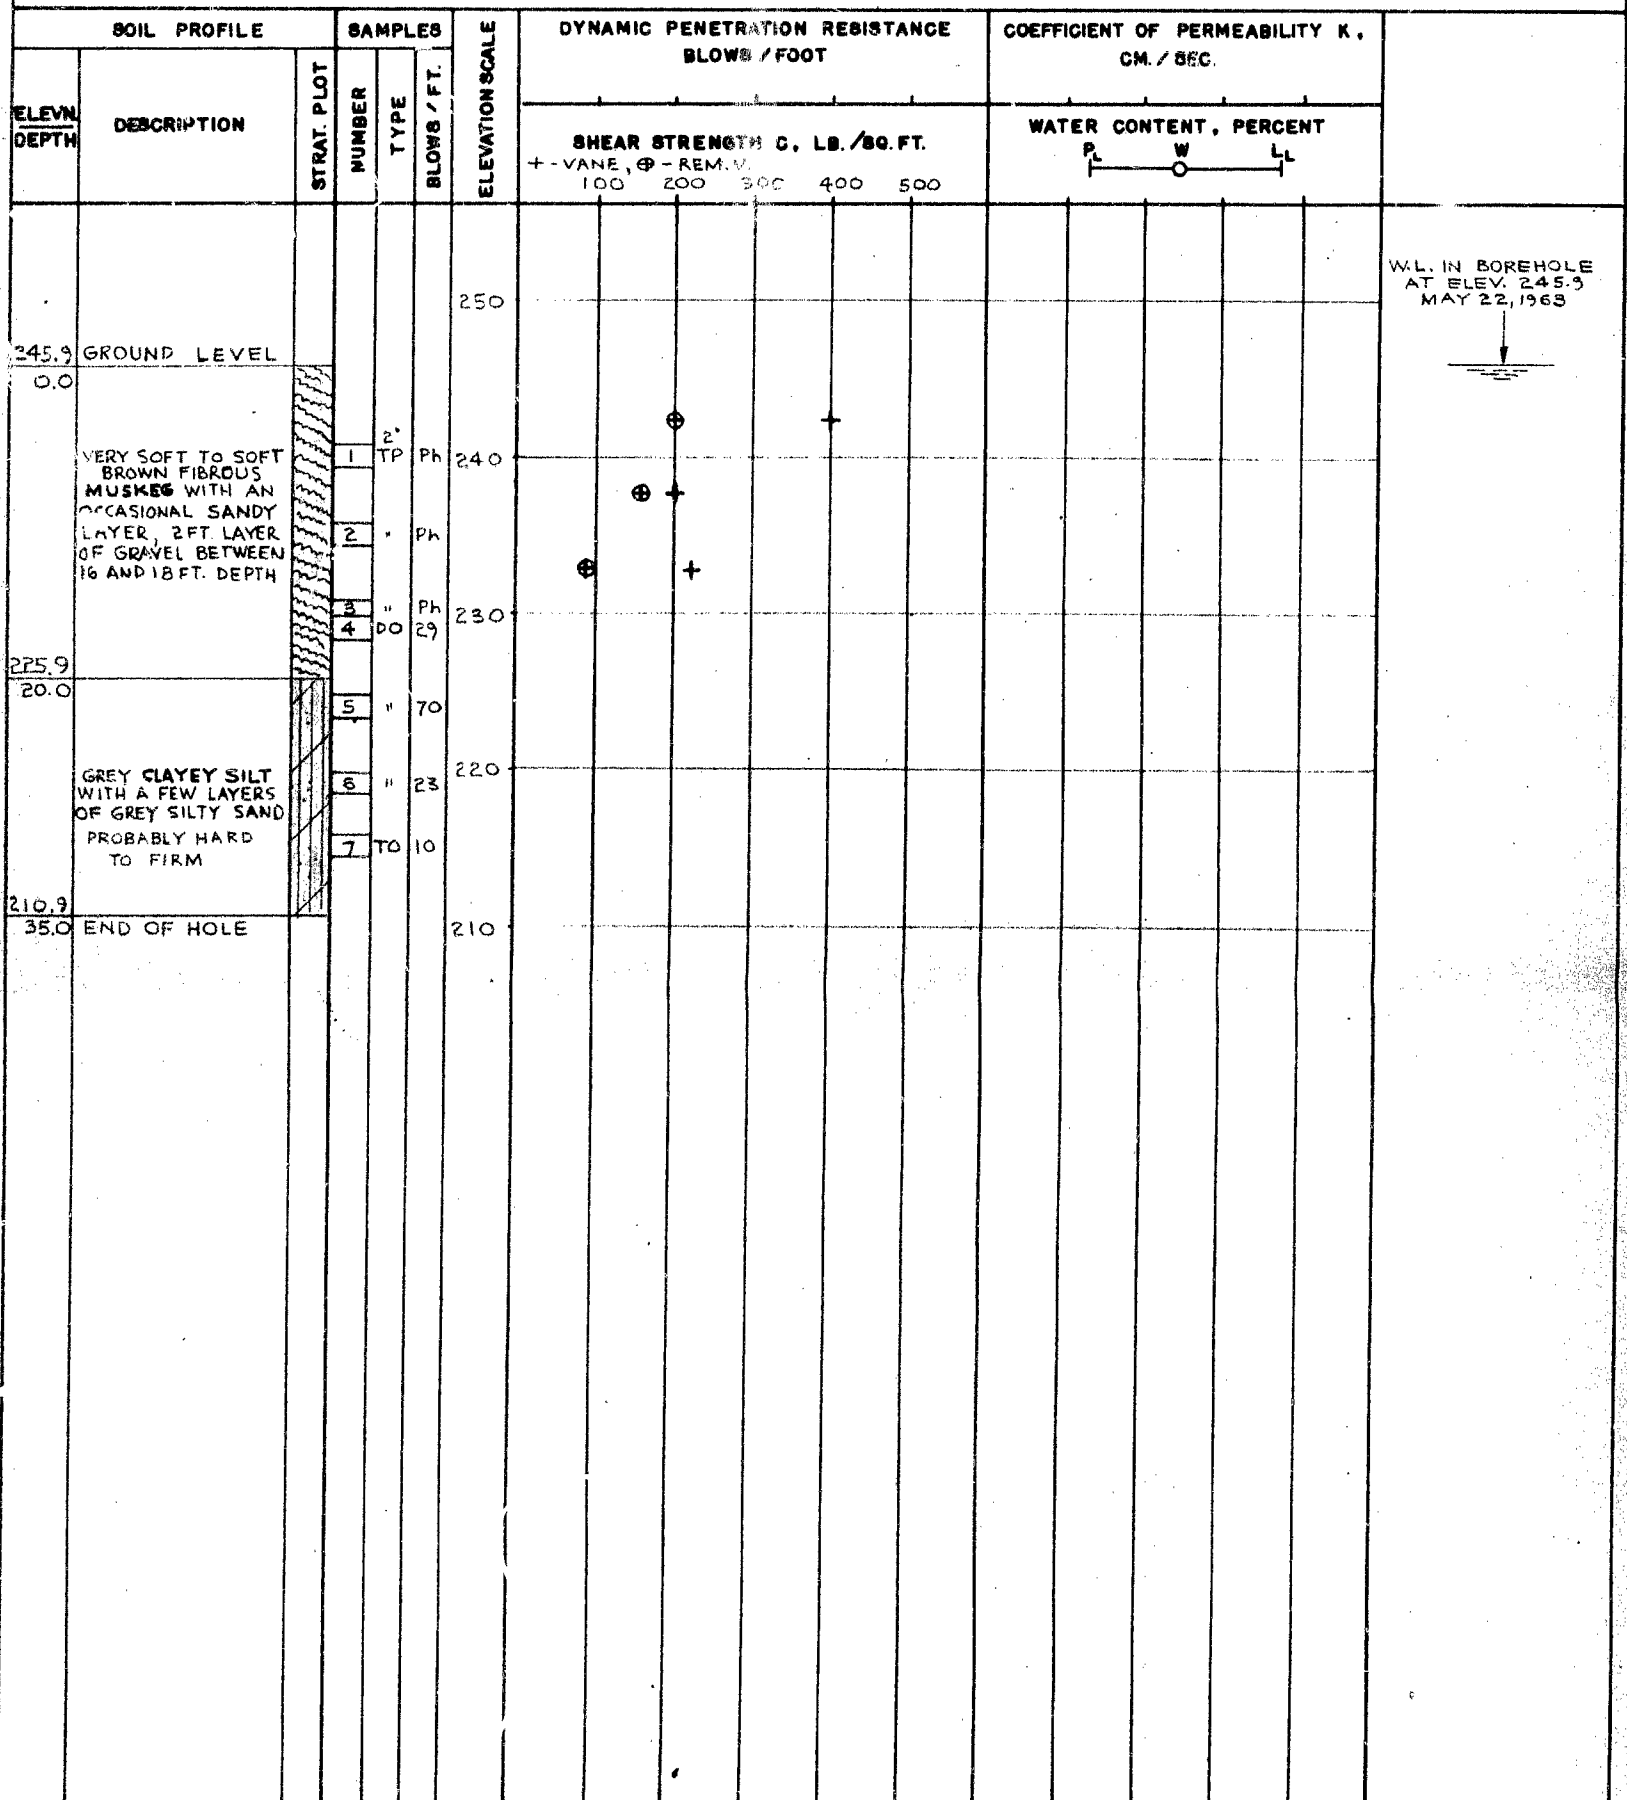 SOIL PROFILE
SAMPLES
ELEVATION SCALE
DYNAMIC PENETRATION RESISTANCE
BLOWS / FOOT
COEFFICIENT OF PERMEABILITY K,
CM. / SEC.
ELEVN.
DEPTH
DESCRIPTION
STRAT. PLOT
NUMBER
TYPE
BLOWS / FT.
SHEAR STRENGTH C, LB./SQ.FT.
+ - VANE, ⊕ - REM.V.
100 200 300 400 500
WATER CONTENT, PERCENT
PL W LL
W.L. IN BOREHOLE
AT ELEV. 245.9
MAY 22, 1963
250
245.9 GROUND LEVEL
0.0
VERY SOFT TO SOFT
BROWN FIBROUS
MUSKEG WITH AN
OCCASIONAL SANDY
LAYER, 2FT. LAYER
OF GRAVEL BETWEEN
16 AND 18 FT. DEPTH
2"
1 TP Ph
240
2 " Ph
3 " Ph
230
4 DO 29
225.9
20.0
5 " 70
220
6 " 23
GREY CLAYEY SILT
WITH A FEW LAYERS
OF GREY SILTY SAND
PROBABLY HARD
TO FIRM
7 TO 10
210.9
35.0 END OF HOLE
210